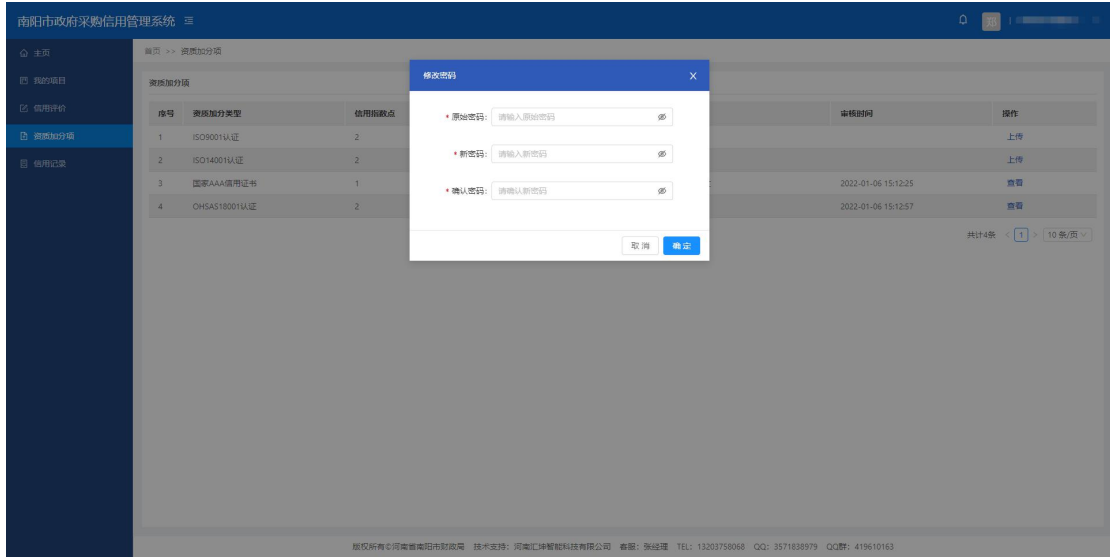 南阳市政府采购信用管理系统
邓
主页
我的项目
信用评价
资质加分项
信用记录
首页 >> 资质加分项
资质加分项
序号 资质加分类型 信用指数点 审核时间 操作
1 ISO9001认证 2 上传
2 ISO14001认证 2 上传
3 国家AAA信用证书 1 2022-01-06 15:12:25 查看
4 OHSAS18001认证 2 2022-01-06 15:12:57 查看
共计4条 < 1 > 10 条/页
修改密码 X
* 原始密码: 请输入原始密码
* 新密码: 请输入新密码
* 确认密码: 请确认新密码
取 消 确 定
版权所有©河南省南阳市财政局 技术支持：河南汇坤智能科技有限公司 客服：张经理 TEL：13203758068 QQ：3571838979 QQ群：419610163